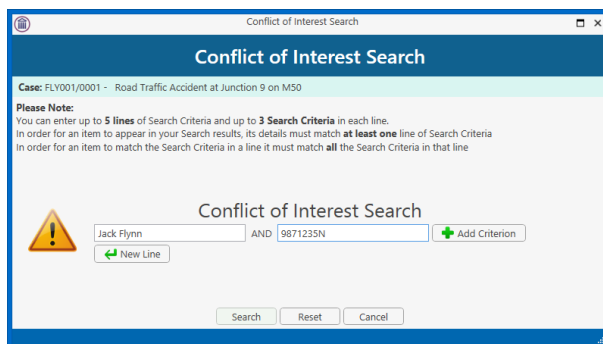 Conflict of Interest Search
Conflict of Interest Search
Case: FLY001/0001 - Road Traffic Accident at Junction 9 on M50
Please Note:
You can enter up to 5 lines of Search Criteria and up to 3 Search Criteria in each line.
In order for an item to appear in your Search results, its details must match at least one line of Search Criteria
In order for an item to match the Search Criteria in a line it must match all the Search Criteria in that line
Conflict of Interest Search
Jack Flynn AND 9871235N Add Criterion
New Line
Search Reset Cancel